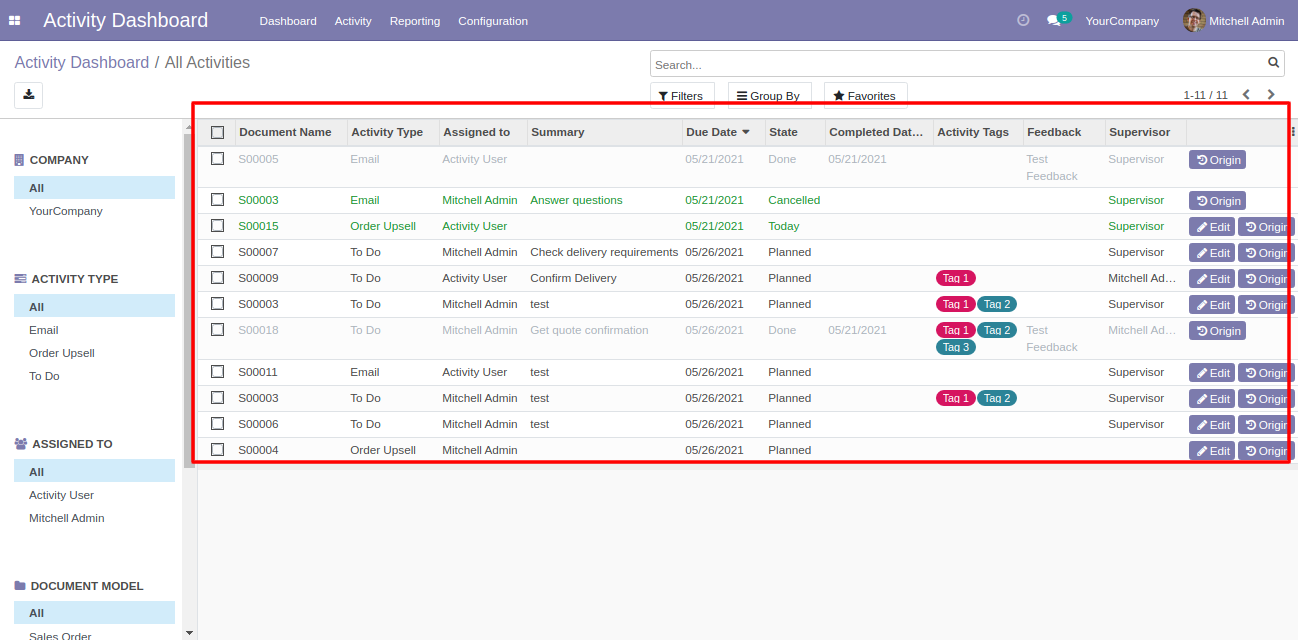 Activity Dashboard Dashboard Activity Reporting Configuration 5 YourCompany Mitchell Admin
Activity Dashboard / All Activities
Search...
Filters Group By Favorites 1-11 / 11
COMPANY
All
YourCompany
ACTIVITY TYPE
All
Email
Order Upsell
To Do
ASSIGNED TO
All
Activity User
Mitchell Admin
DOCUMENT MODEL
All
Sales Order
Document Name Activity Type Assigned to Summary Due Date State Completed Dat... Activity Tags Feedback Supervisor
S00005 Email Activity User 05/21/2021 Done 05/21/2021 Test Supervisor Origin
Feedback
S00003 Email Mitchell Admin Answer questions 05/21/2021 Cancelled Supervisor Origin
S00015 Order Upsell Activity User 05/21/2021 Today Supervisor Edit Origin
S00007 To Do Mitchell Admin Check delivery requirements 05/26/2021 Planned Supervisor Edit Origin
S00009 To Do Activity User Confirm Delivery 05/26/2021 Planned Tag 1 Mitchell Ad... Edit Origin
S00003 To Do Mitchell Admin test 05/26/2021 Planned Tag 1 Tag 2 Supervisor Edit Origin
S00018 To Do Mitchell Admin Get quote confirmation 05/26/2021 Done 05/21/2021 Tag 1 Tag 2 Test Mitchell Ad... Origin
Tag 3 Feedback
S00011 Email Activity User test 05/26/2021 Planned Supervisor Edit Origin
S00003 To Do Mitchell Admin test 05/26/2021 Planned Tag 1 Tag 2 Supervisor Edit Origin
S00006 To Do Mitchell Admin test 05/26/2021 Planned Supervisor Edit Origin
S00004 Order Upsell Mitchell Admin 05/26/2021 Planned Edit Origin